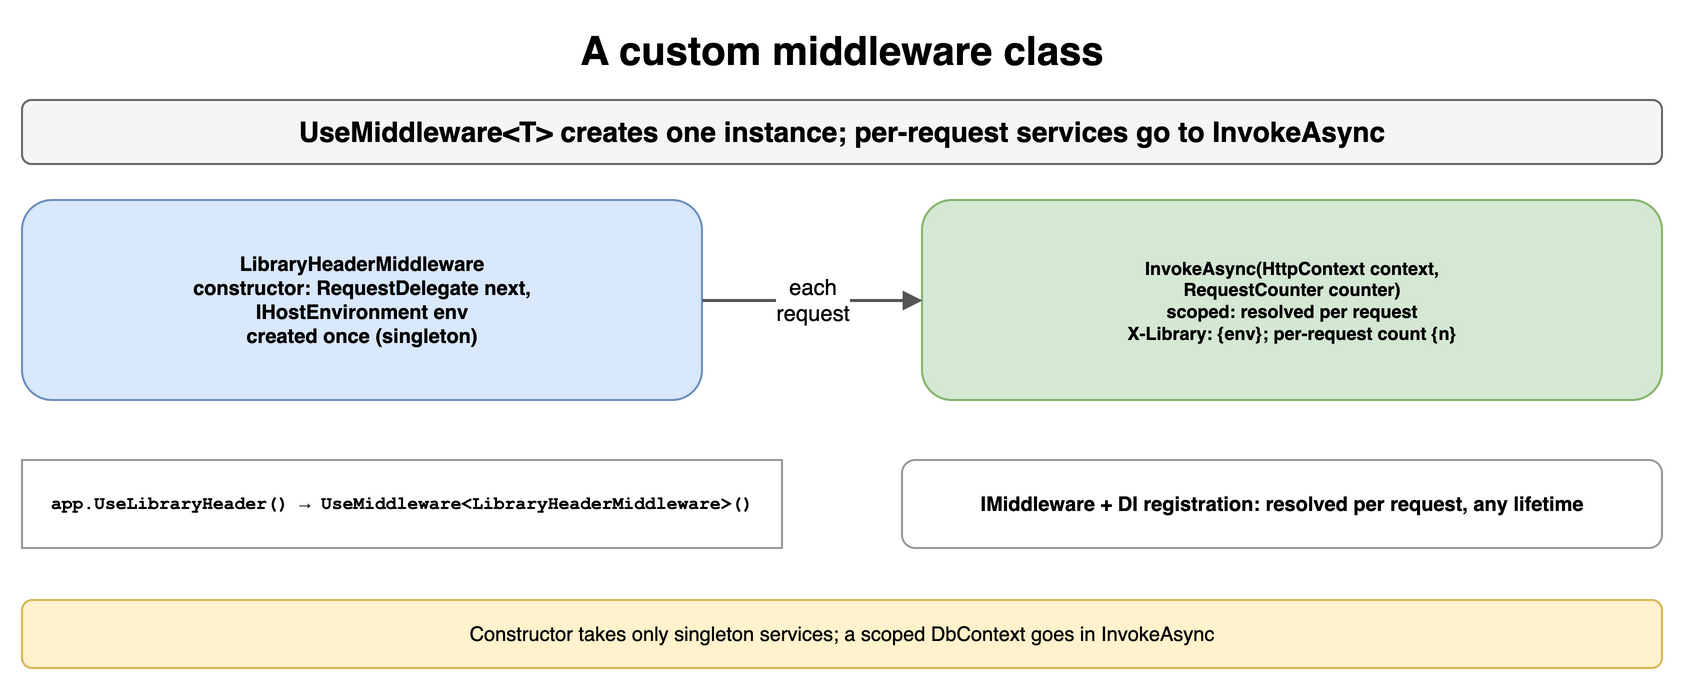 A custom middleware class
UseMiddleware<T> creates one instance; per-request services go to InvokeAsync
LibraryHeaderMiddleware
constructor: RequestDelegate next,
IHostEnvironment env
created once (singleton)
each
request
InvokeAsync(HttpContext context,
RequestCounter counter)
scoped: resolved per request
X-Library: {env}; per-request count {n}
app.UseLibraryHeader() → UseMiddleware<LibraryHeaderMiddleware>()
IMiddleware + DI registration: resolved per request, any lifetime
Constructor takes only singleton services; a scoped DbContext goes in InvokeAsync